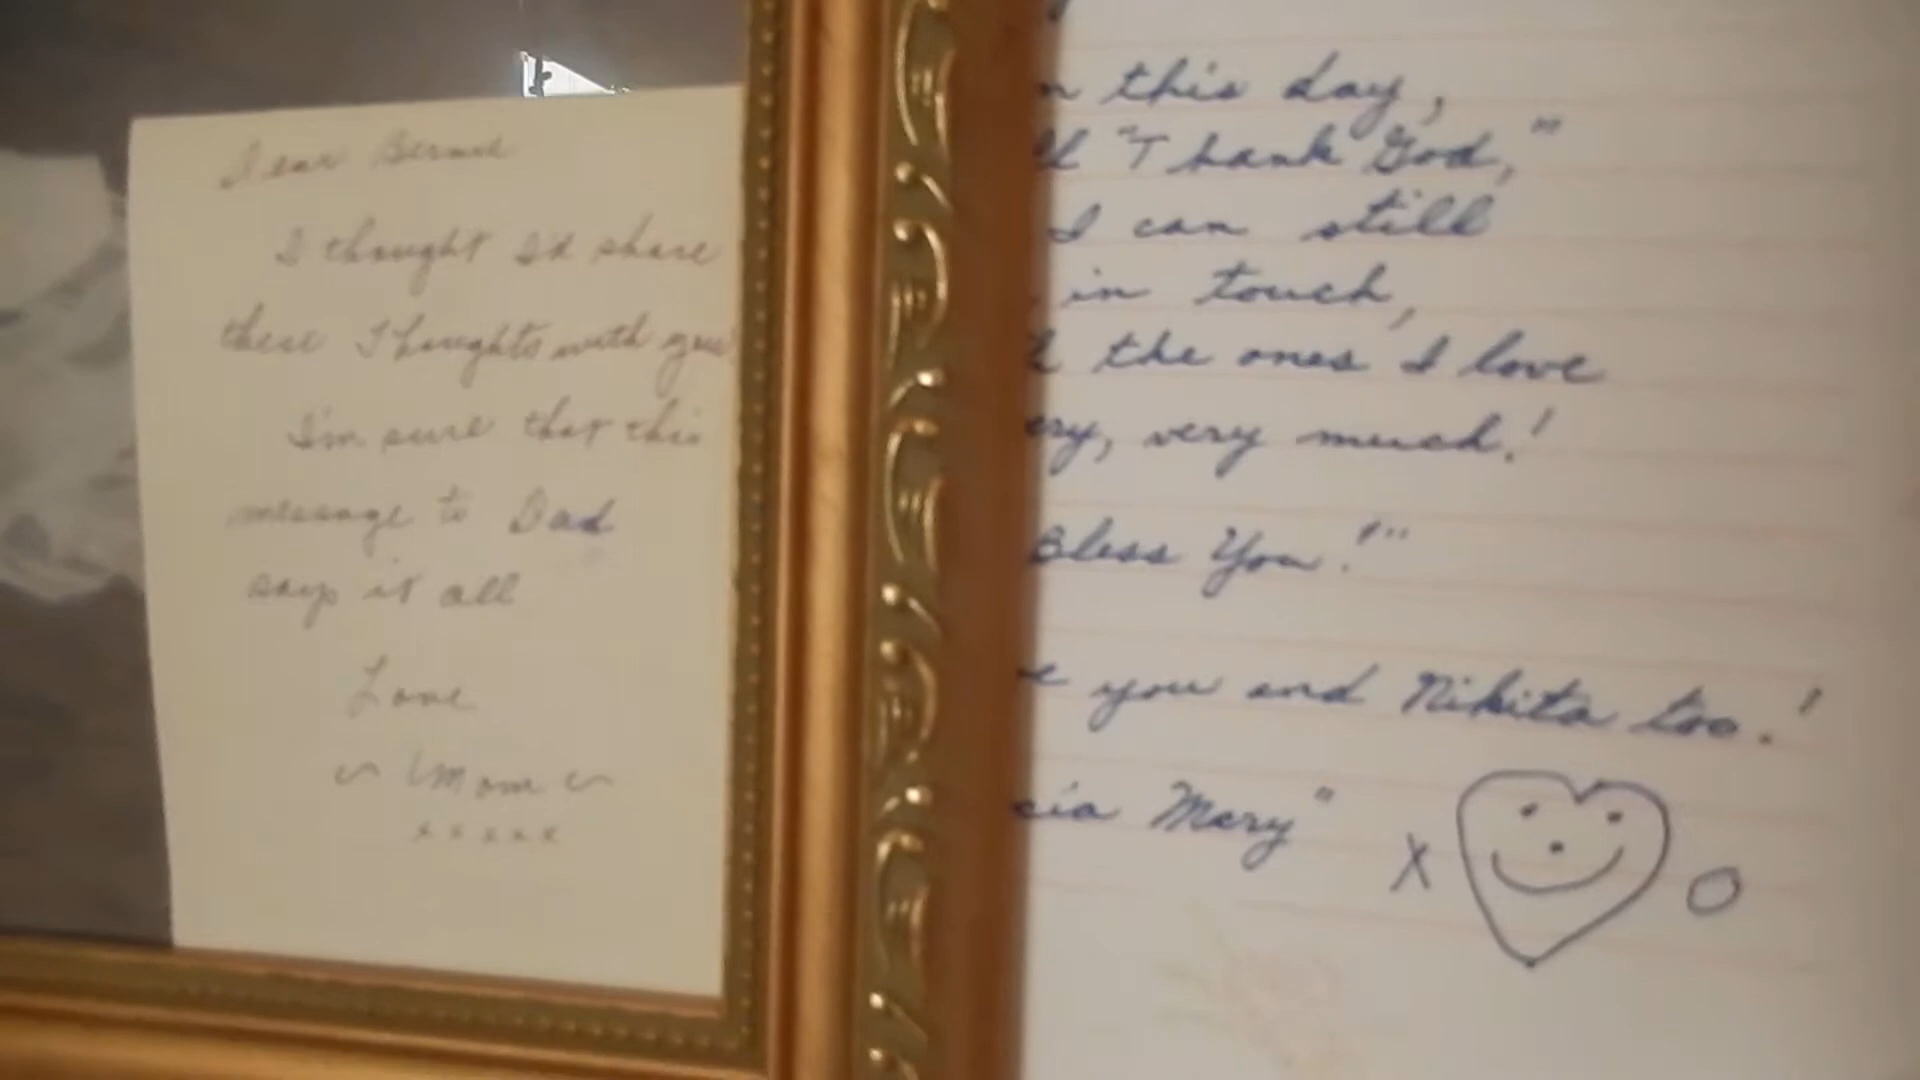 Dear Bernie
I thought I'd share
these Thoughts with you!
I'm sure that this
message to Dad
says it all
Love
~ Mom ~
x x x x x
n this day,
"Thank God,"
I can still
in touch,
the ones I love
ery, very much!
Bless You!"
e you and Nikita too!
cia Mary"
X O